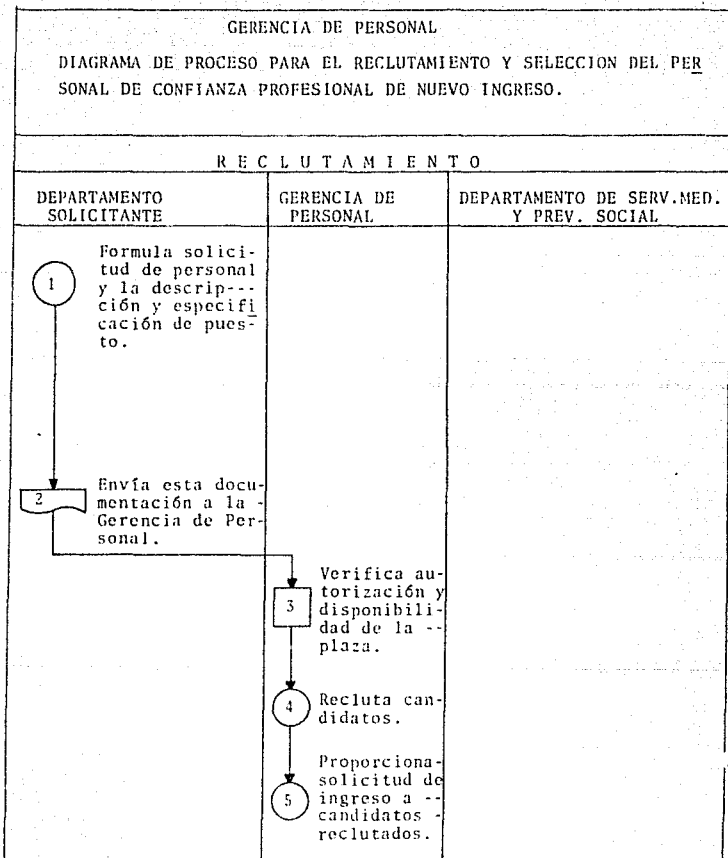 GERENCIA DE PERSONAL
DIAGRAMA DE PROCESO PARA EL RECLUTAMIENTO Y SELECCION DEL PER
SONAL DE CONFIANZA PROFESIONAL DE NUEVO INGRESO.
R E C L U T A M I E N T O
DEPARTAMENTO
SOLICITANTE
GERENCIA DE
PERSONAL
DEPARTAMENTO DE SERV.MED.
Y PREV. SOCIAL
1
Formula solici-
tud de personal
y la descrip---
ción y especifi
cación de pues-
to.
2
Envía esta docu-
mentación a la -
Gerencia de Per-
sonal.
3
Verifica au-
torización y
disponibili-
dad de la --
plaza.
4
Recluta can-
didatos.
5
Proporciona-
solicitud de
ingreso a --
candidatos -
reclutados.